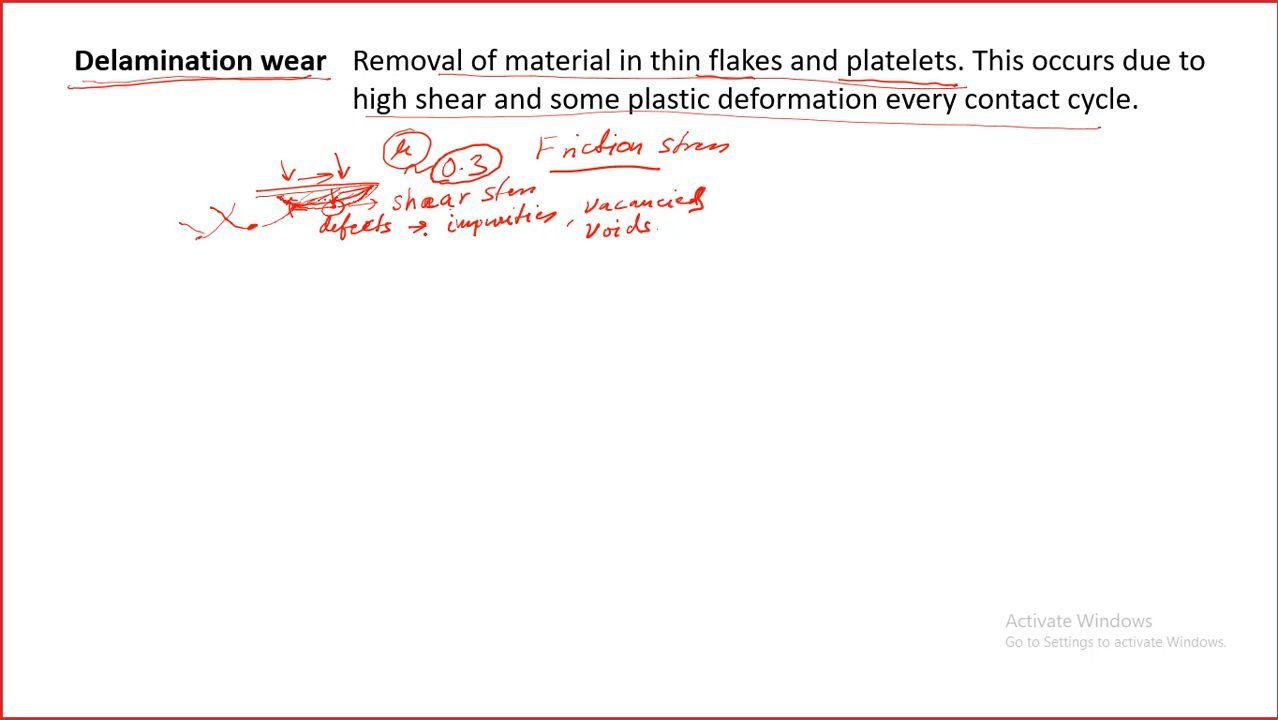 Delamination wear Removal of material in thin flakes and platelets. This occurs due to
high shear and some plastic deformation every contact cycle.
μ 0.3 Friction stress
shear stress
defects → impurities, vacancies
voids.
Activate Windows
Go to Settings to activate Windows.